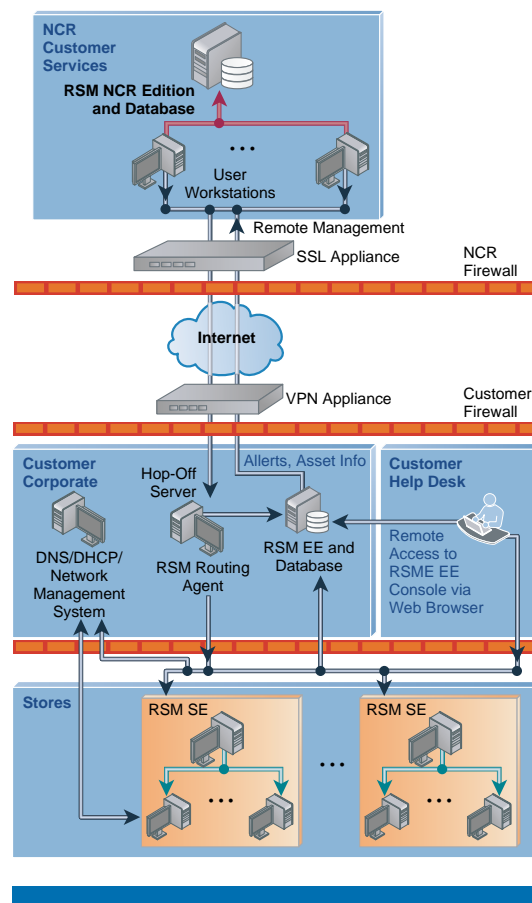 NCR
Customer
Services
RSM NCR Edition
and Database
...
User
Workstations
Remote Management
SSL Appliance
NCR
Firewall
Internet
VPN Appliance
Customer
Firewall
Customer
Corporate
Hop-Off
Server
Allerts, Asset Info
Customer
Help Desk
DNS/DHCP/
Network
Management
System
RSM Routing
Agent
RSM EE and
Database
Remote
Access to
RSME EE
Console via
Web Browser
Stores
RSM SE
...
...
RSM SE
...